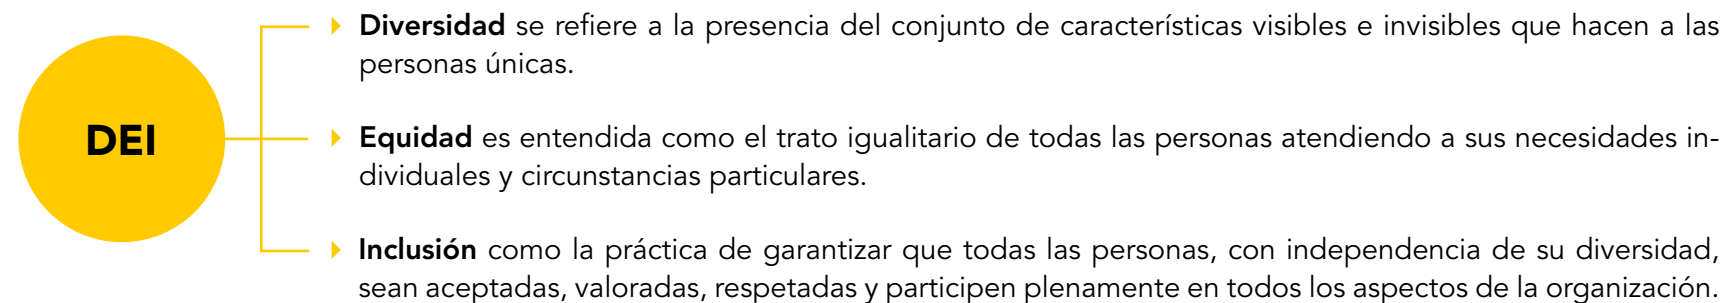 DEI
Diversidad se refiere a la presencia del conjunto de características visibles e invisibles que hacen a las
personas únicas.
Equidad es entendida como el trato igualitario de todas las personas atendiendo a sus necesidades in-
dividuales y circunstancias particulares.
Inclusión como la práctica de garantizar que todas las personas, con independencia de su diversidad,
sean aceptadas, valoradas, respetadas y participen plenamente en todos los aspectos de la organización.